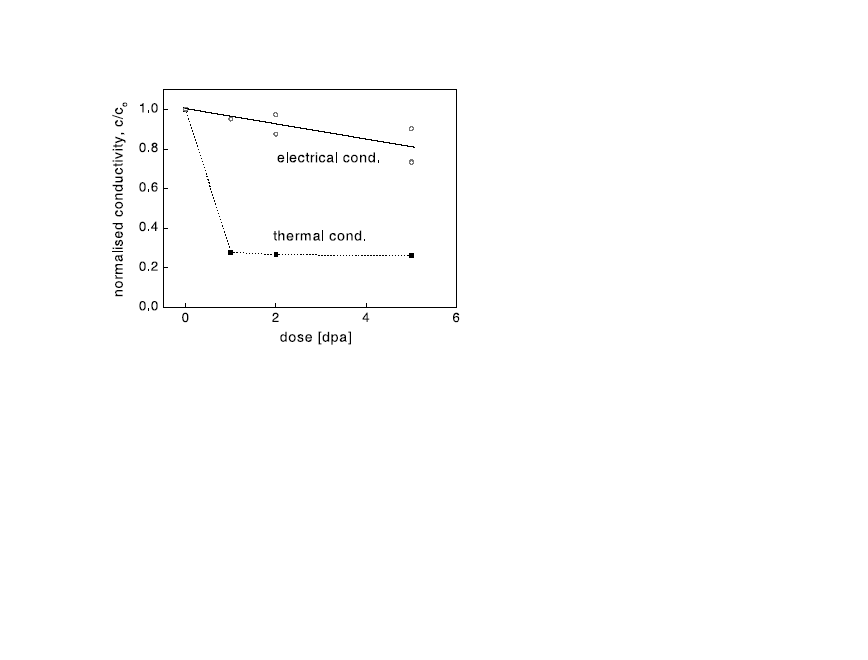 normalised conductivity, c/c₀
1,0
0,8
0,6
0,4
0,2
0,0
electrical cond.
thermal cond.
0
2
4
6
dose [dpa]